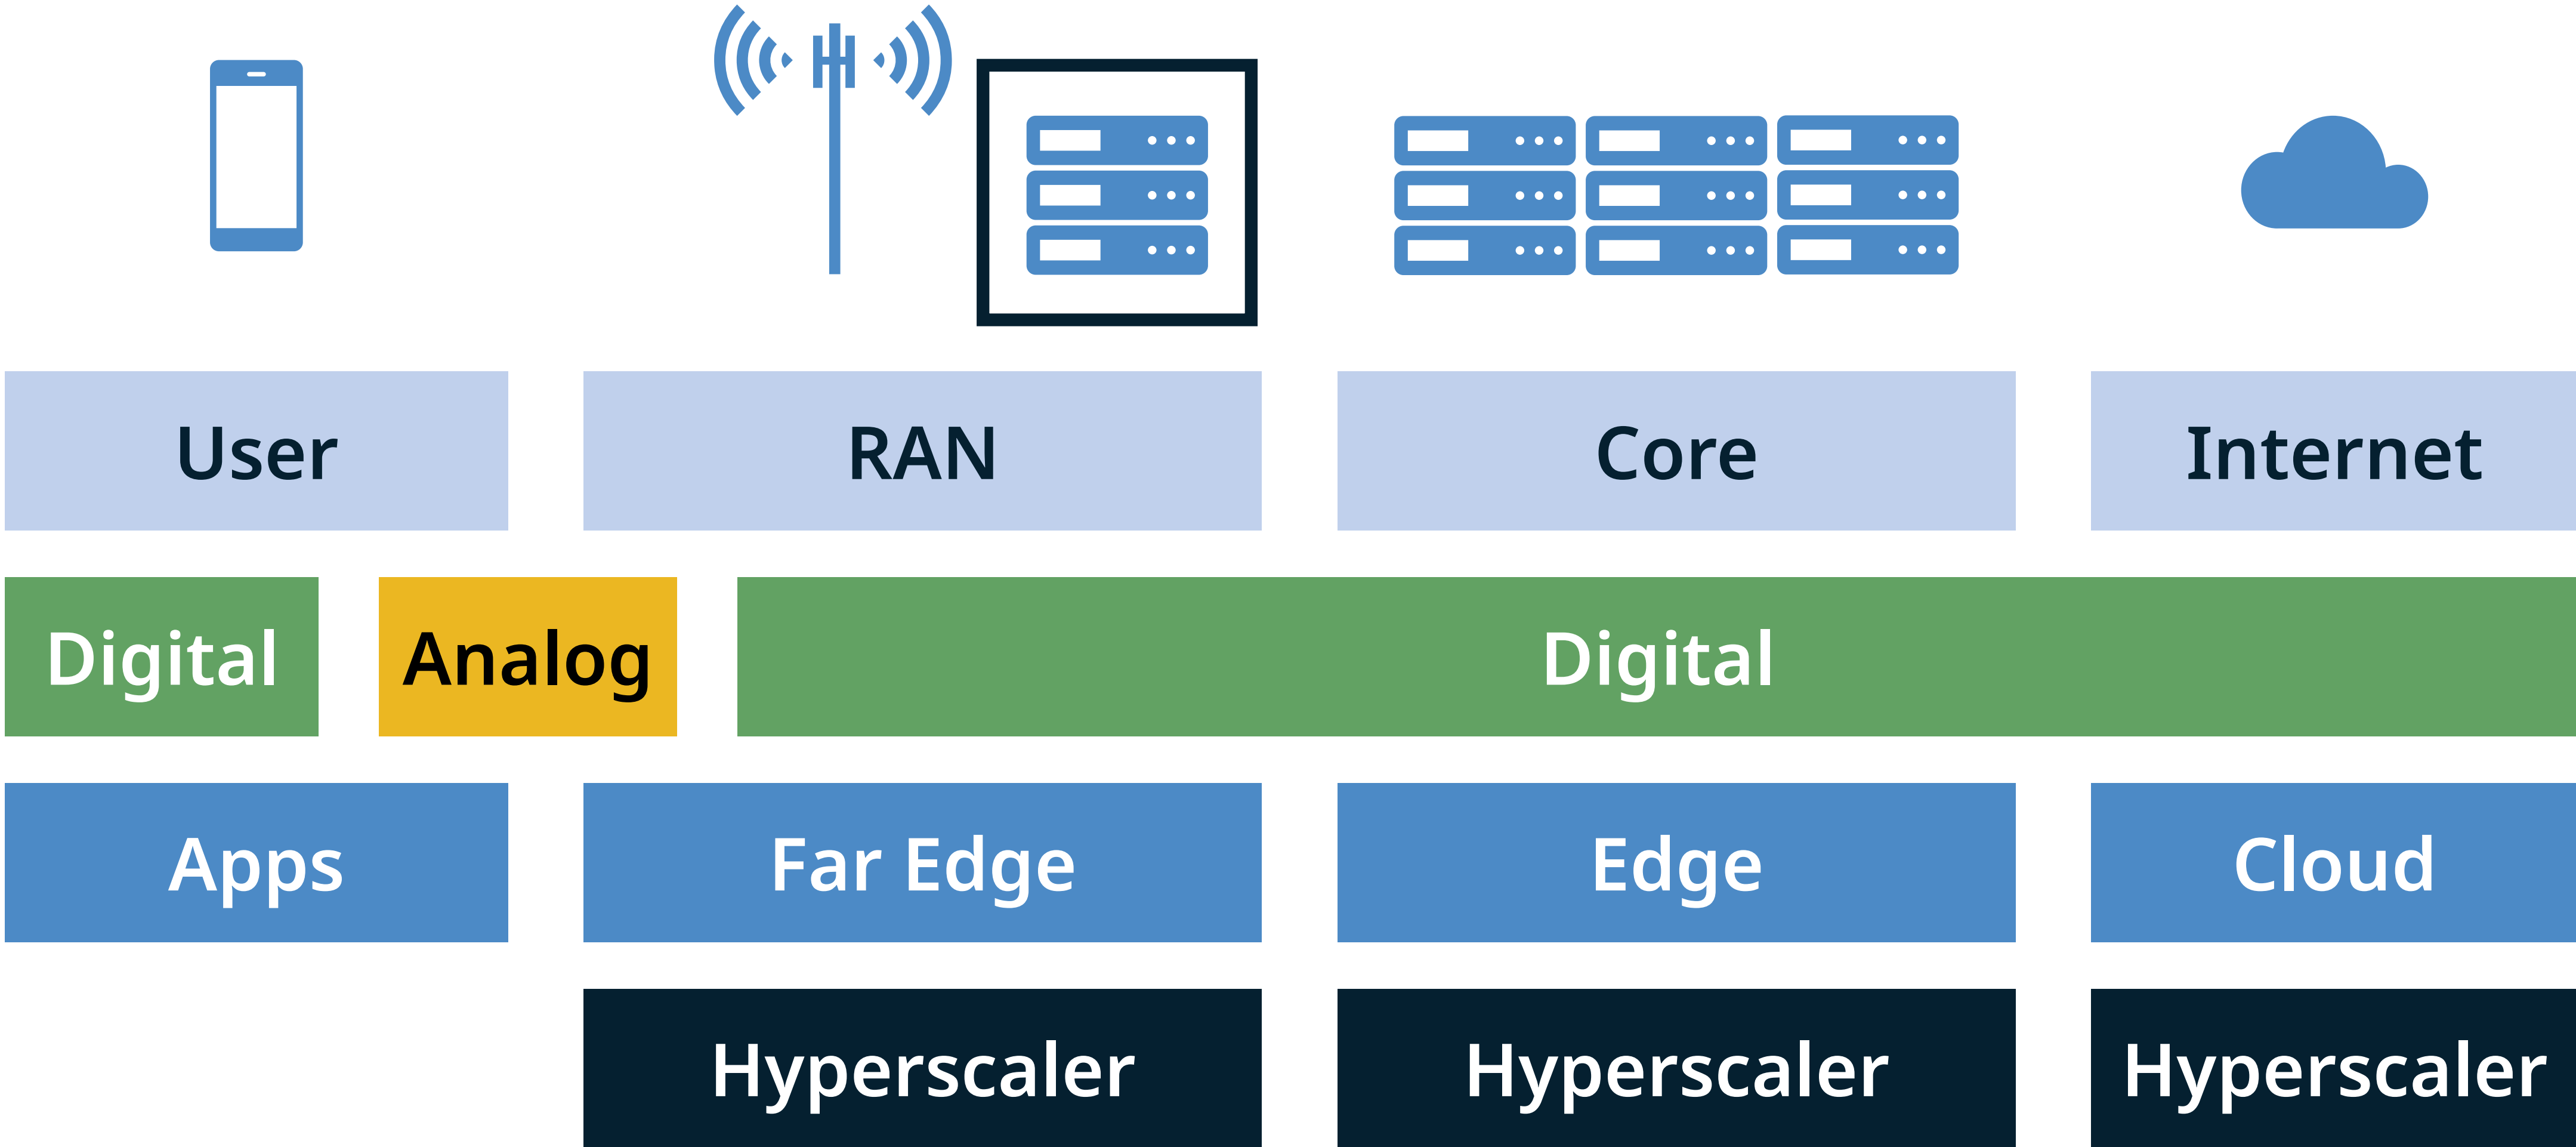 User RAN Core Internet
Digital Analog Digital
Apps Far Edge Edge Cloud
Hyperscaler Hyperscaler Hyperscaler